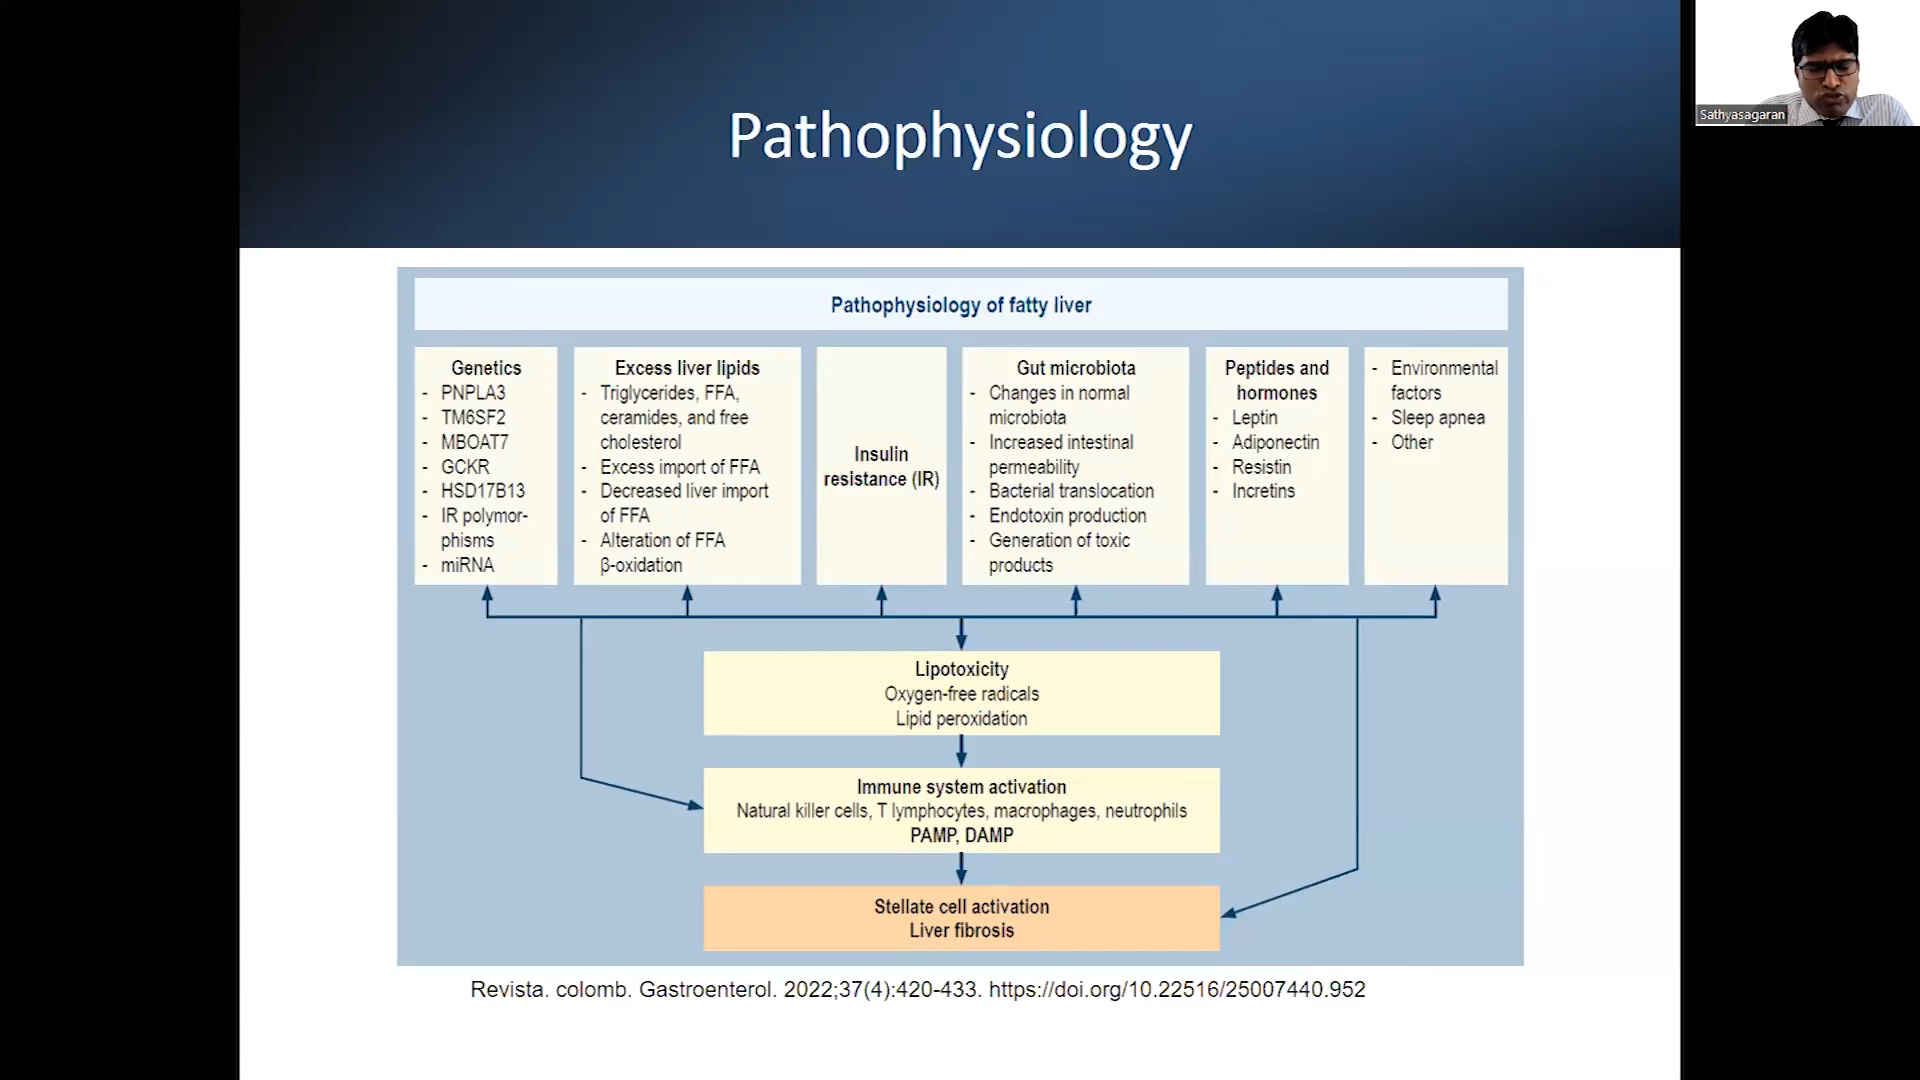 Pathophysiology
Sathyasagaran
Pathophysiology of fatty liver
Genetics
- PNPLA3
- TM6SF2
- MBOAT7
- GCKR
- HSD17B13
- IR polymor-
phisms
- miRNA
Excess liver lipids
- Triglycerides, FFA,
ceramides, and free
cholesterol
- Excess import of FFA
- Decreased liver import
of FFA
- Alteration of FFA
β-oxidation
Insulin
resistance (IR)
Gut microbiota
- Changes in normal
microbiota
- Increased intestinal
permeability
- Bacterial translocation
- Endotoxin production
- Generation of toxic
products
Peptides and
hormones
- Leptin
- Adiponectin
- Resistin
- Incretins
- Environmental
factors
- Sleep apnea
- Other
Lipotoxicity
Oxygen-free radicals
Lipid peroxidation
Immune system activation
Natural killer cells, T lymphocytes, macrophages, neutrophils
PAMP, DAMP
Stellate cell activation
Liver fibrosis
Revista. colomb. Gastroenterol. 2022;37(4):420-433. https://doi.org/10.22516/25007440.952